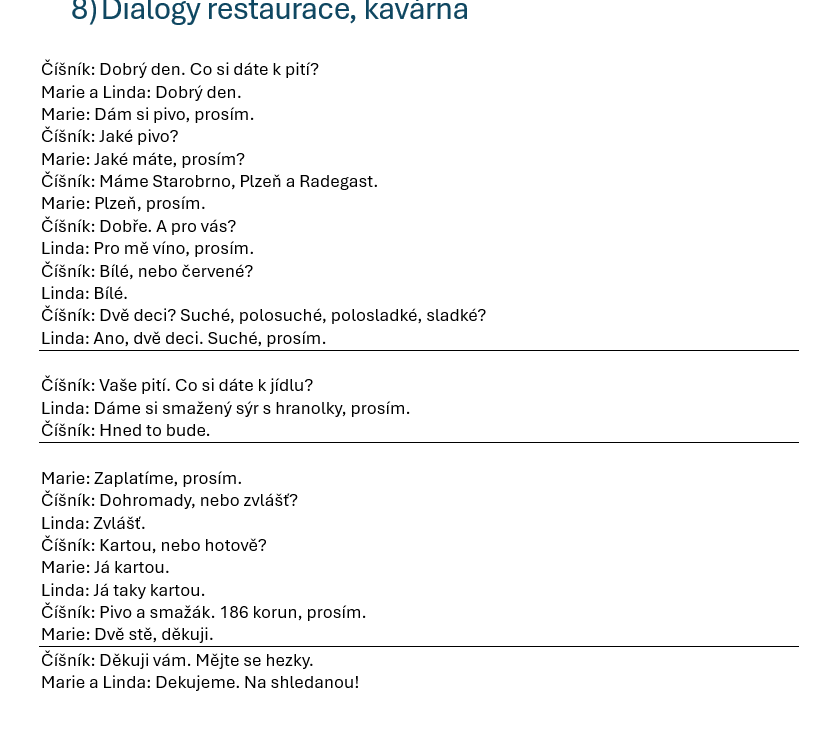 8) Dialogy restaurace, kavárna
Číšník: Dobrý den. Co si dáte k pití?
Marie a Linda: Dobrý den.
Marie: Dám si pivo, prosím.
Číšník: Jaké pivo?
Marie: Jaké máte, prosím?
Číšník: Máme Starobrno, Plzeň a Radegast.
Marie: Plzeň, prosím.
Číšník: Dobře. A pro vás?
Linda: Pro mě víno, prosím.
Číšník: Bílé, nebo červené?
Linda: Bílé.
Číšník: Dvě deci? Suché, polosuché, polosladké, sladké?
Linda: Ano, dvě deci. Suché, prosím.
Číšník: Vaše pití. Co si dáte k jídlu?
Linda: Dáme si smažený sýr s hranolky, prosím.
Číšník: Hned to bude.
Marie: Zaplatíme, prosím.
Číšník: Dohromady, nebo zvlášť?
Linda: Zvlášť.
Číšník: Kartou, nebo hotově?
Marie: Já kartou.
Linda: Já taky kartou.
Číšník: Pivo a smažák. 186 korun, prosím.
Marie: Dvě stě, děkuji.
Číšník: Děkuji vám. Mějte se hezky.
Marie a Linda: Dekujeme. Na shledanou!